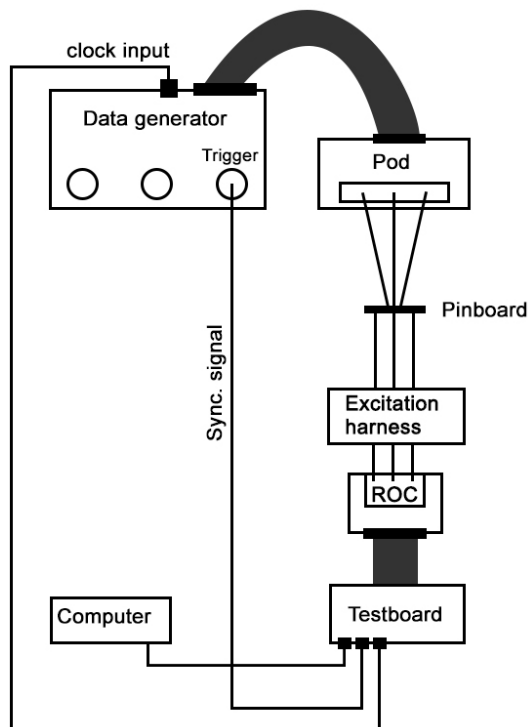 clock input
Data generator
Trigger
Pod
Pinboard
Sync. signal
Excitation
harness
ROC
Computer
Testboard